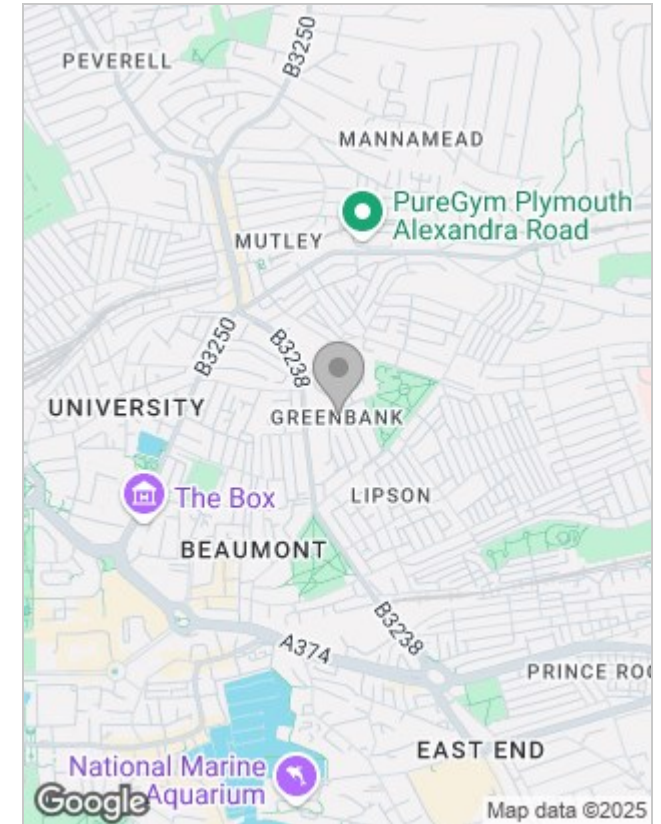 PEVERELL
B3250
MANNAMEAD
PureGym Plymouth
Alexandra Road
MUTLEY
B3250
B3238
UNIVERSITY
GREENBANK
The Box
LIPSON
BEAUMONT
B3238
A374
PRINCE ROC
EAST END
National Marine
Aquarium
Google
Map data ©2025